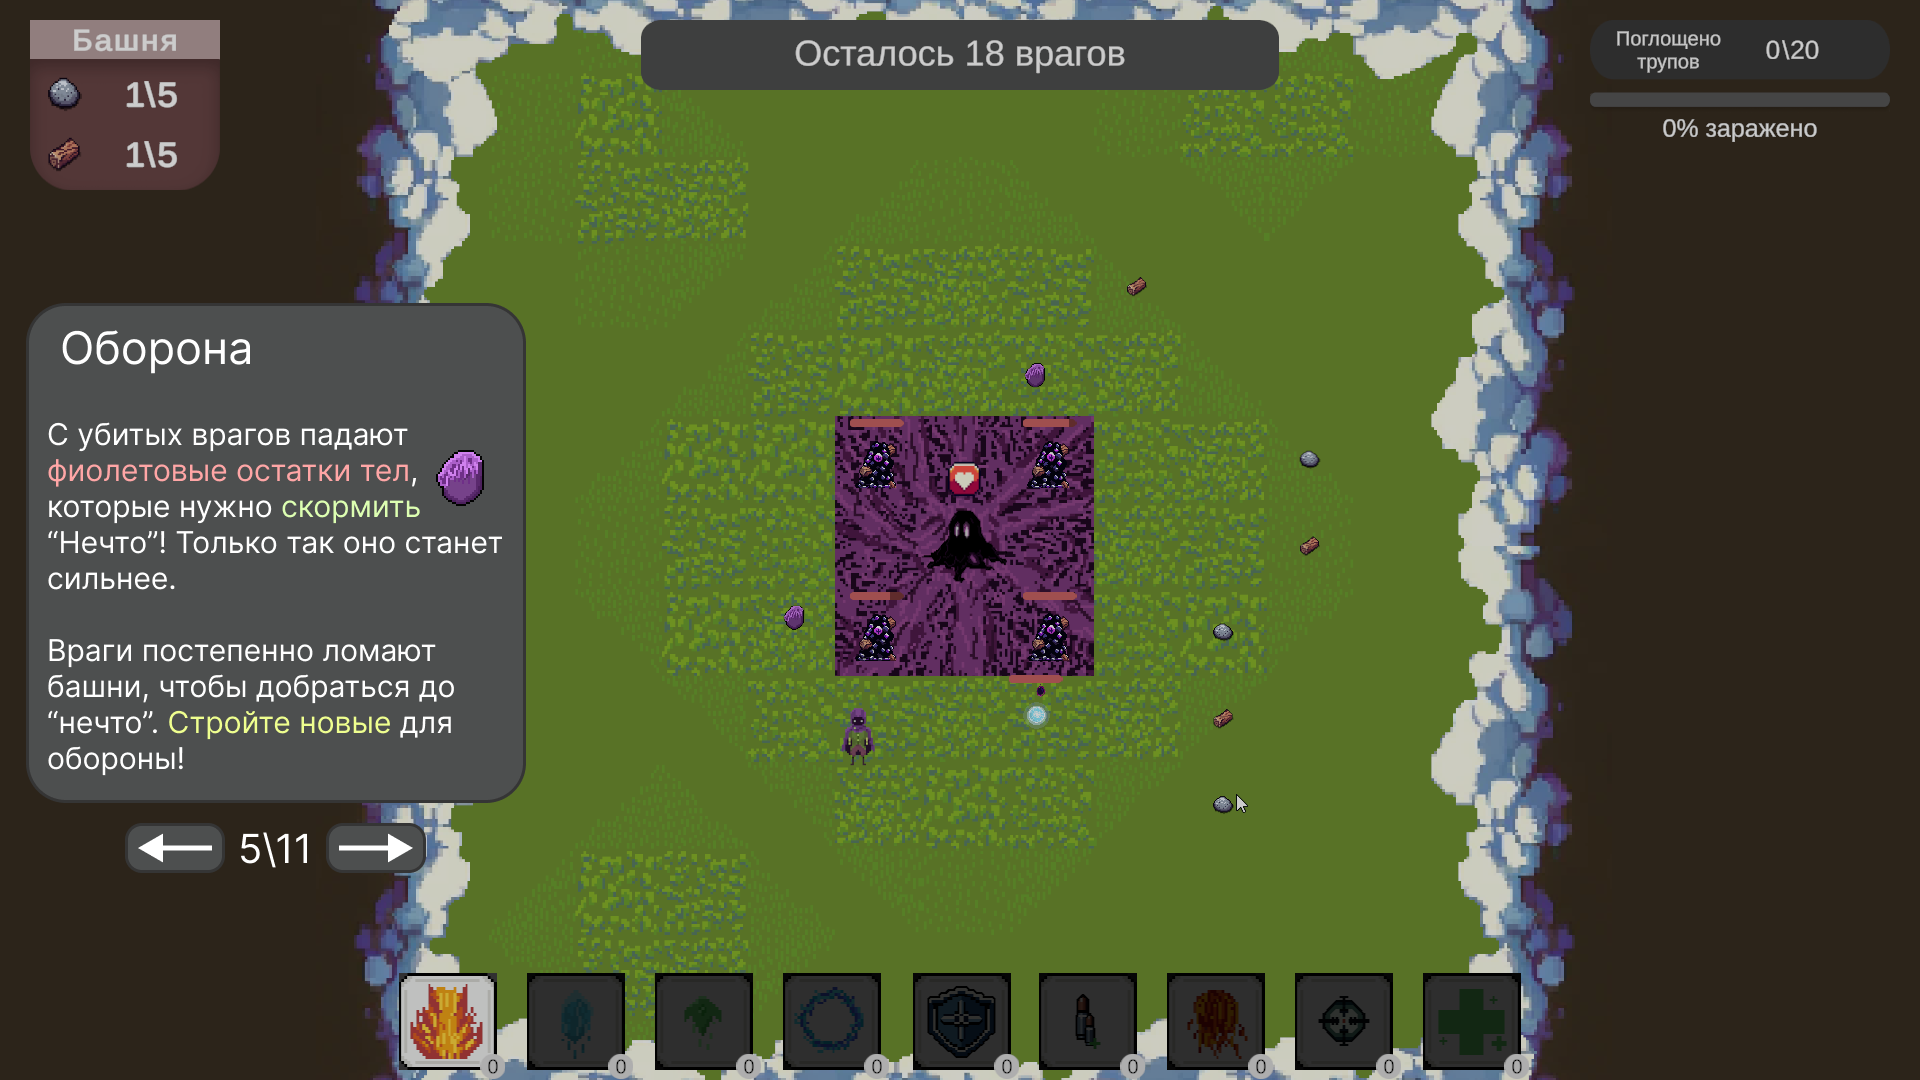 Башня
1\5
1\5
Осталось 18 врагов
Поглощено
трупов
0\20
0% заражено
Оборона
С убитых врагов падают
фиолетовые остатки тел,
которые нужно скормить
“Нечто”! Только так оно станет
сильнее.
Враги постепенно ломают
башни, чтобы добраться до
“нечто”. Стройте новые для
обороны!
5\11
0
0
0
0
0
0
0
0
0